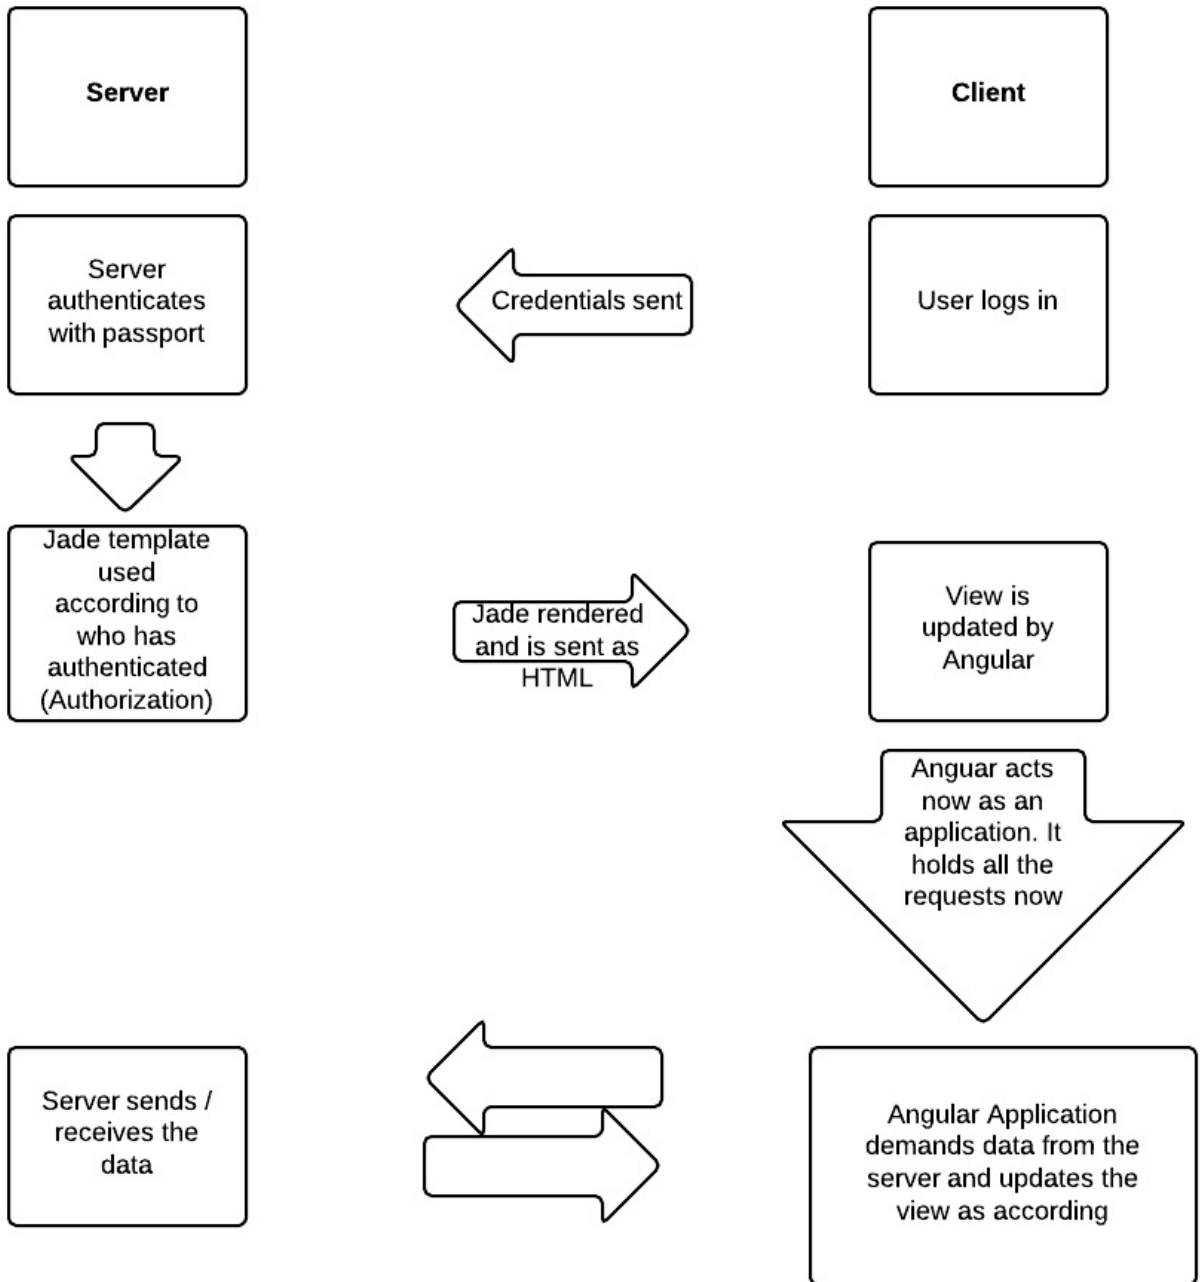 Server
Client
Server
authenticates
with passport
Credentials sent
User logs in
Jade template
used
according to
who has
authenticated
(Authorization)
Jade rendered
and is sent as
HTML
View is
updated by
Angular
Anguar acts
now as an
application. It
holds all the
requests now
Server sends /
receives the
data
Angular Application
demands data from the
server and updates the
view as according